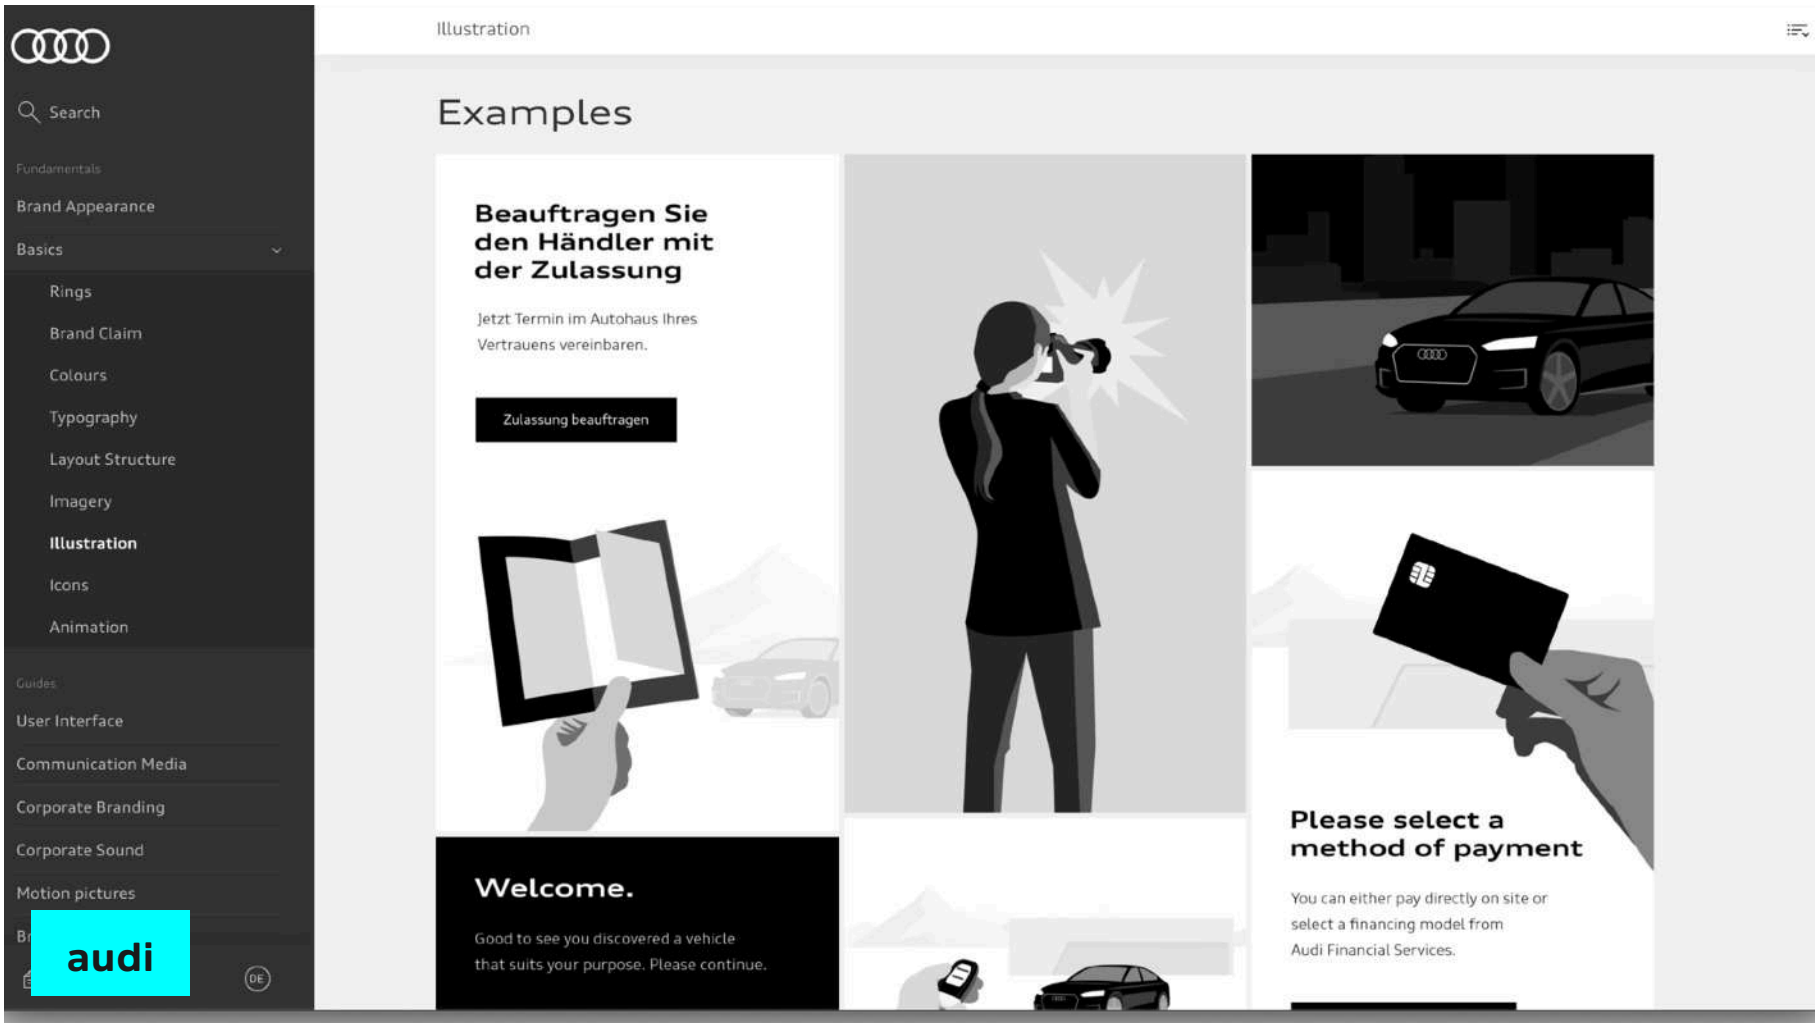 Search
Fundamentals
Brand Appearance
Basics
Rings
Brand Claim
Colours
Typography
Layout Structure
Imagery
Illustration
Icons
Animation
Guides
User Interface
Communication Media
Corporate Branding
Corporate Sound
Motion pictures
audi
DE
Illustration
Examples
Beauftragen Sie
den Händler mit
der Zulassung
Jetzt Termin im Autohaus Ihres
Vertrauens vereinbaren.
Zulassung beauftragen
Welcome.
Good to see you discovered a vehicle
that suits your purpose. Please continue.
Please select a
method of payment
You can either pay directly on site or
select a financing model from
Audi Financial Services.